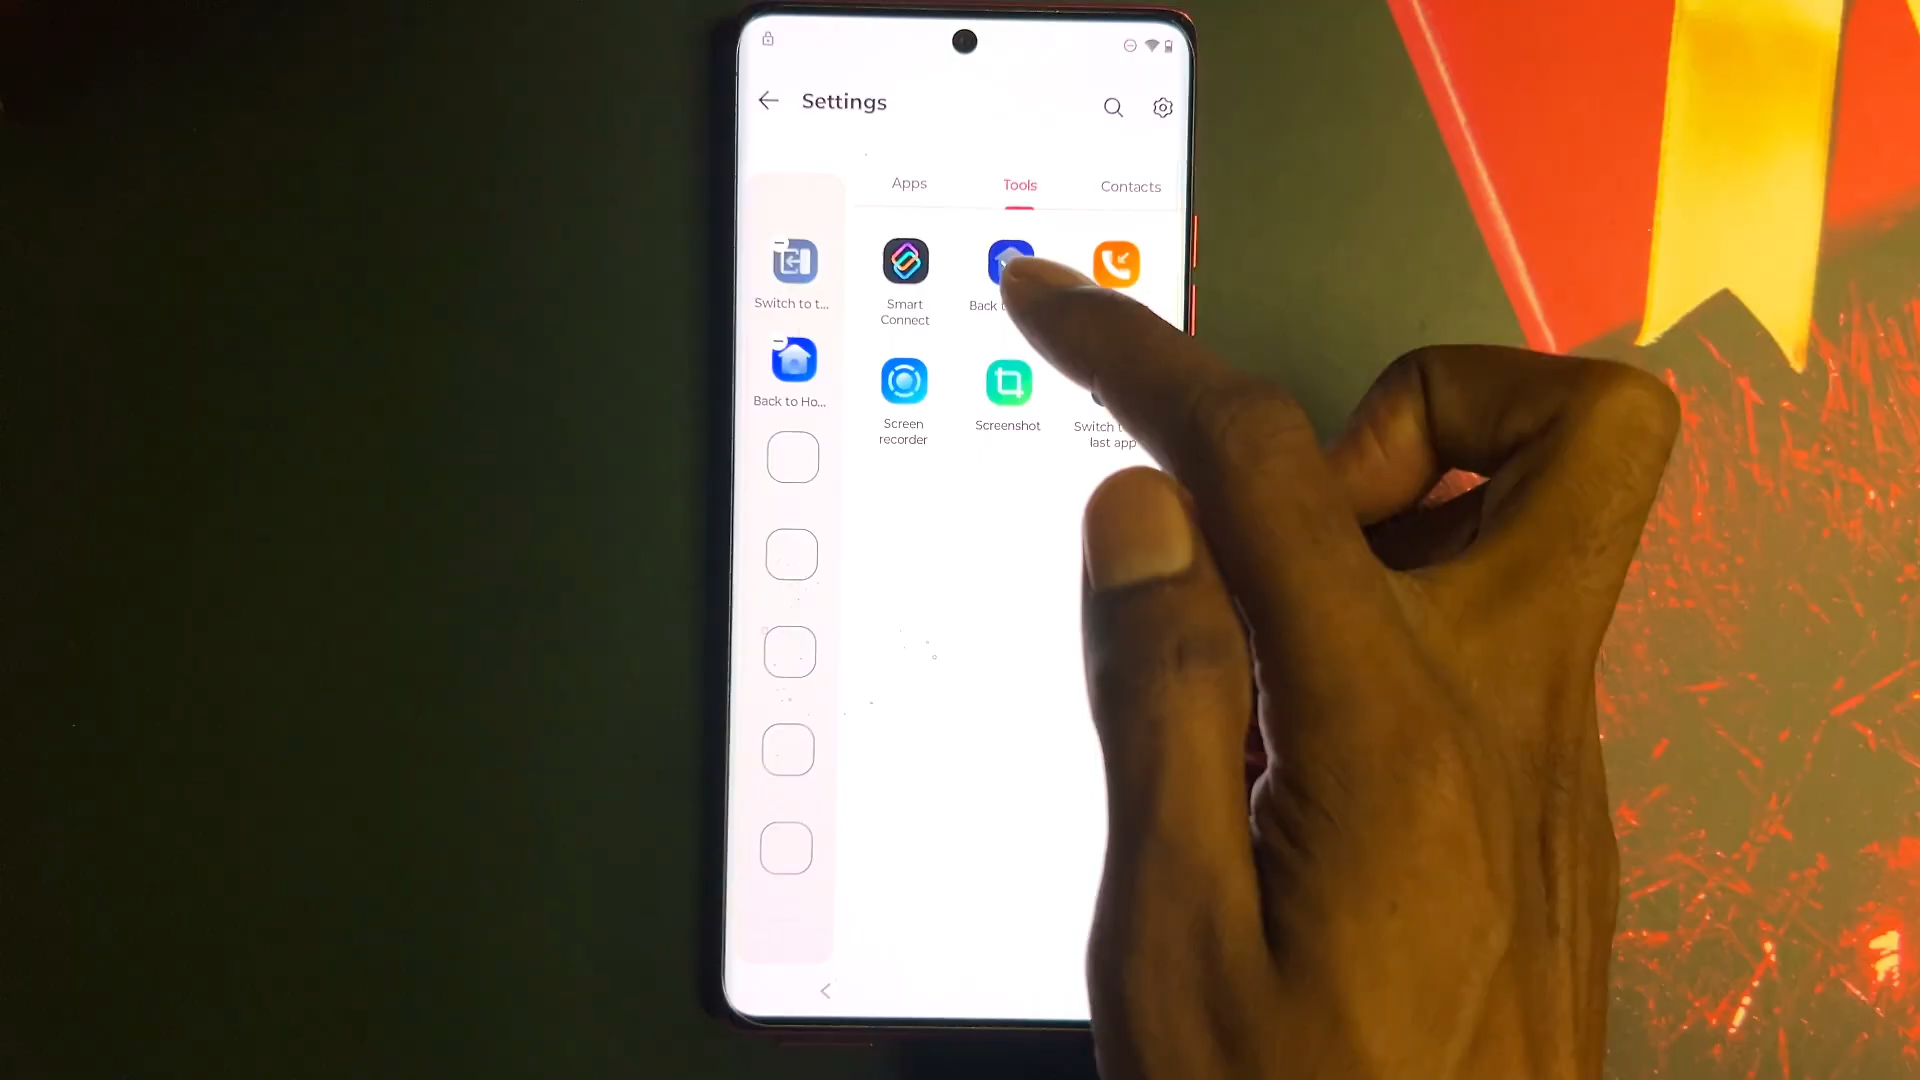 Settings
Apps
Tools
Contacts
Switch to t...
Smart
Connect
Back
Back to Ho...
Screen
recorder
Screenshot
Switch t
last app